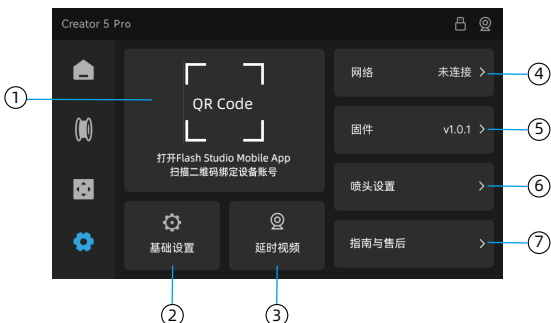 Creator 5 Pro
QR Code
打开Flash Studio Mobile App
扫描二维码绑定设备账号
基础设置
延时视频
网络 未连接 >
固件 v1.0.1 >
喷头设置 >
指南与售后 >
①
②
③
④
⑤
⑥
⑦